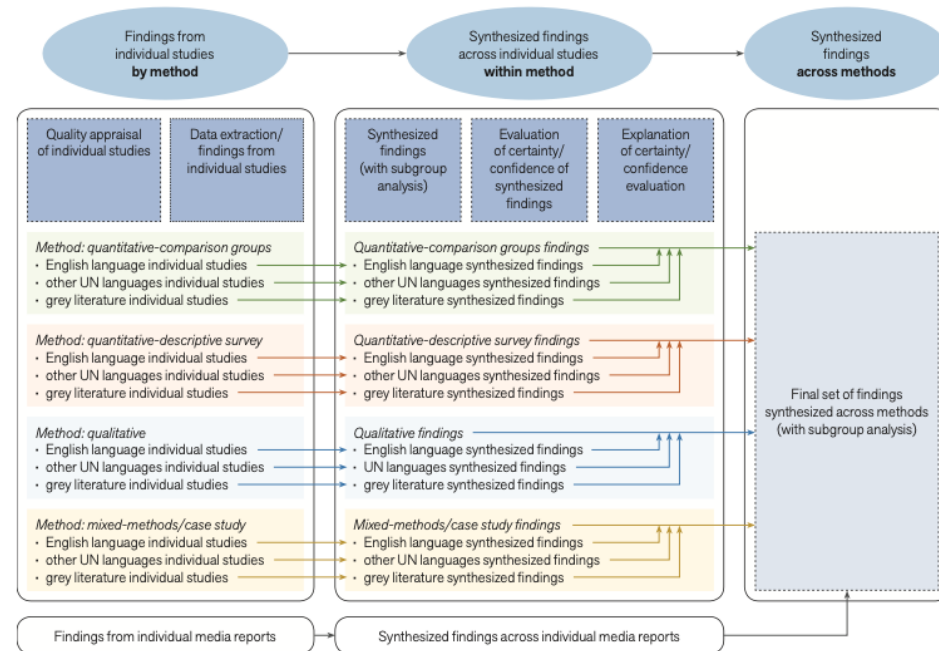 Findings from
individual studies
by method
Synthesized findings
across individual studies
within method
Synthesized
findings
across methods
Quality appraisal
of individual studies
Data extraction/
findings from
individual studies
Synthesized
findings
(with subgroup
analysis)
Evaluation
of certainty/
confidence of
synthesized
findings
Explanation
of certainty/
confidence
evaluation
Method: quantitative-comparison groups
• English language individual studies
• other UN languages individual studies
• grey literature individual studies
Quantitative-comparison groups findings
• English language synthesized findings
• other UN languages synthesized findings
• grey literature synthesized findings
Method: quantitative-descriptive survey
• English language individual studies
• other UN languages individual studies
• grey literature individual studies
Quantitative-descriptive survey findings
• English language synthesized findings
• other UN languages synthesized findings
• grey literature synthesized findings
Method: qualitative
• English language individual studies
• other UN languages individual studies
• grey literature individual studies
Qualitative findings
• English language synthesized findings
• UN languages synthesized findings
• grey literature synthesized findings
Method: mixed-methods/case study
• English language individual studies
• other UN languages individual studies
• grey literature individual studies
Mixed-methods/case study findings
• English language synthesized findings
• other UN languages synthesized findings
• grey literature synthesized findings
Final set of findings
synthesized across methods
(with subgroup analysis)
Findings from individual media reports
Synthesized findings across individual media reports